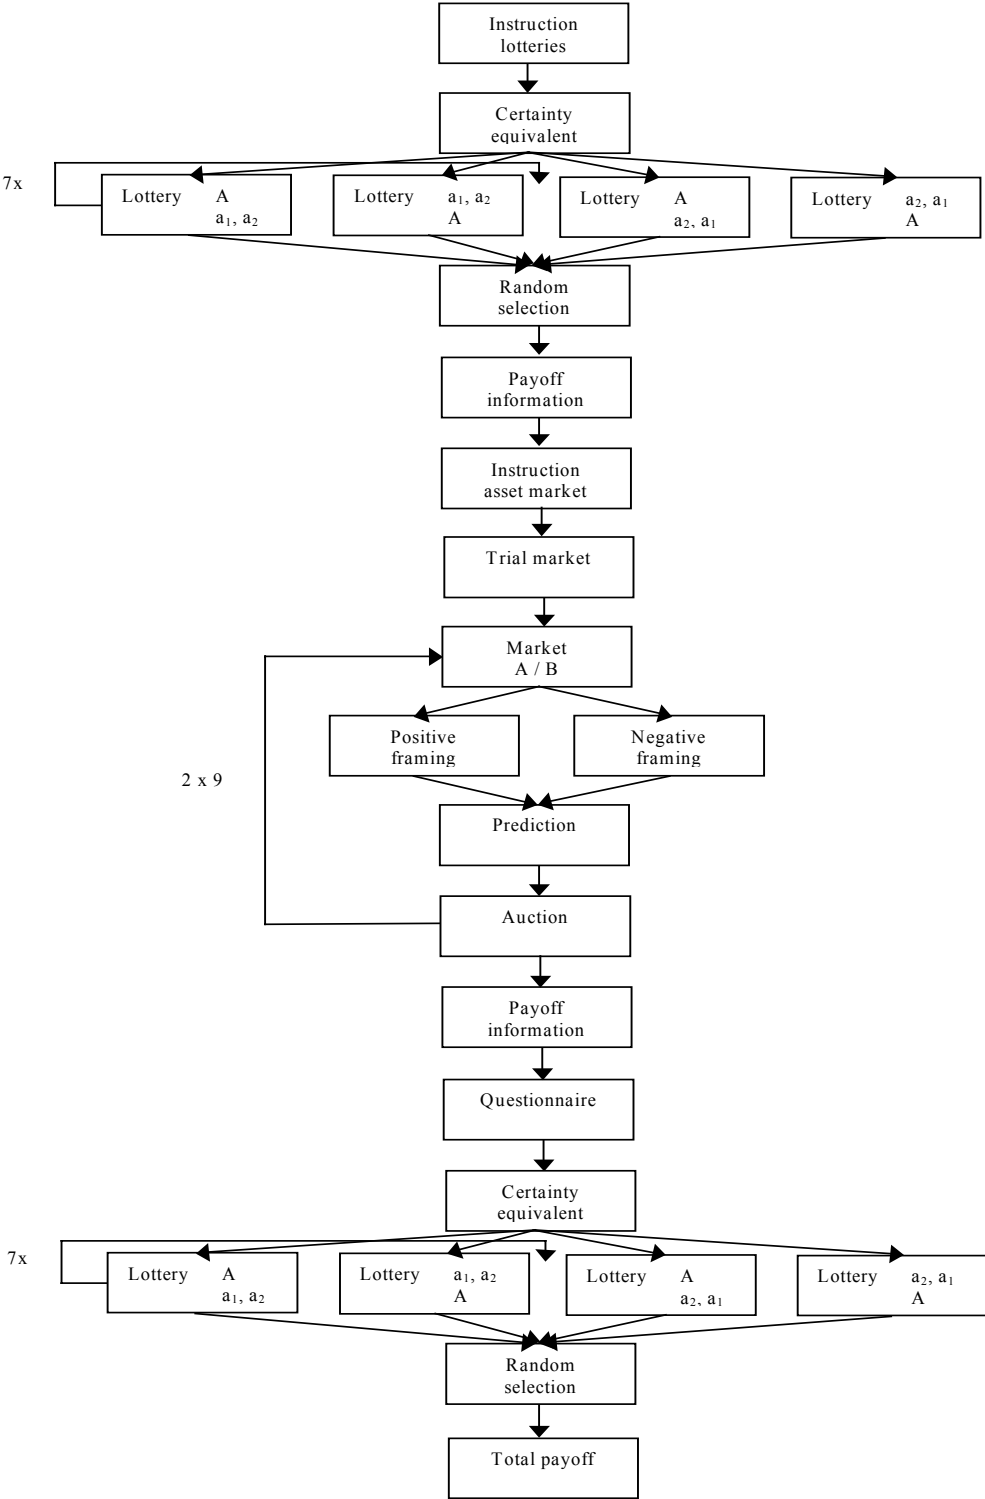 Instruction
lotteries
Certainty
equivalent
7x
Lottery A
a₁, a₂
Lottery a₁, a₂
A
Lottery A
a₂, a₁
Lottery a₂, a₁
A
Random
selection
Payoff
information
Instruction
asset market
Trial market
Market
A / B
Positive
framing
Negative
framing
2 x 9
Prediction
Auction
Payoff
information
Questionnaire
Certainty
equivalent
7x
Lottery A
a₁, a₂
Lottery a₁, a₂
A
Lottery A
a₂, a₁
Lottery a₂, a₁
A
Random
selection
Total payoff